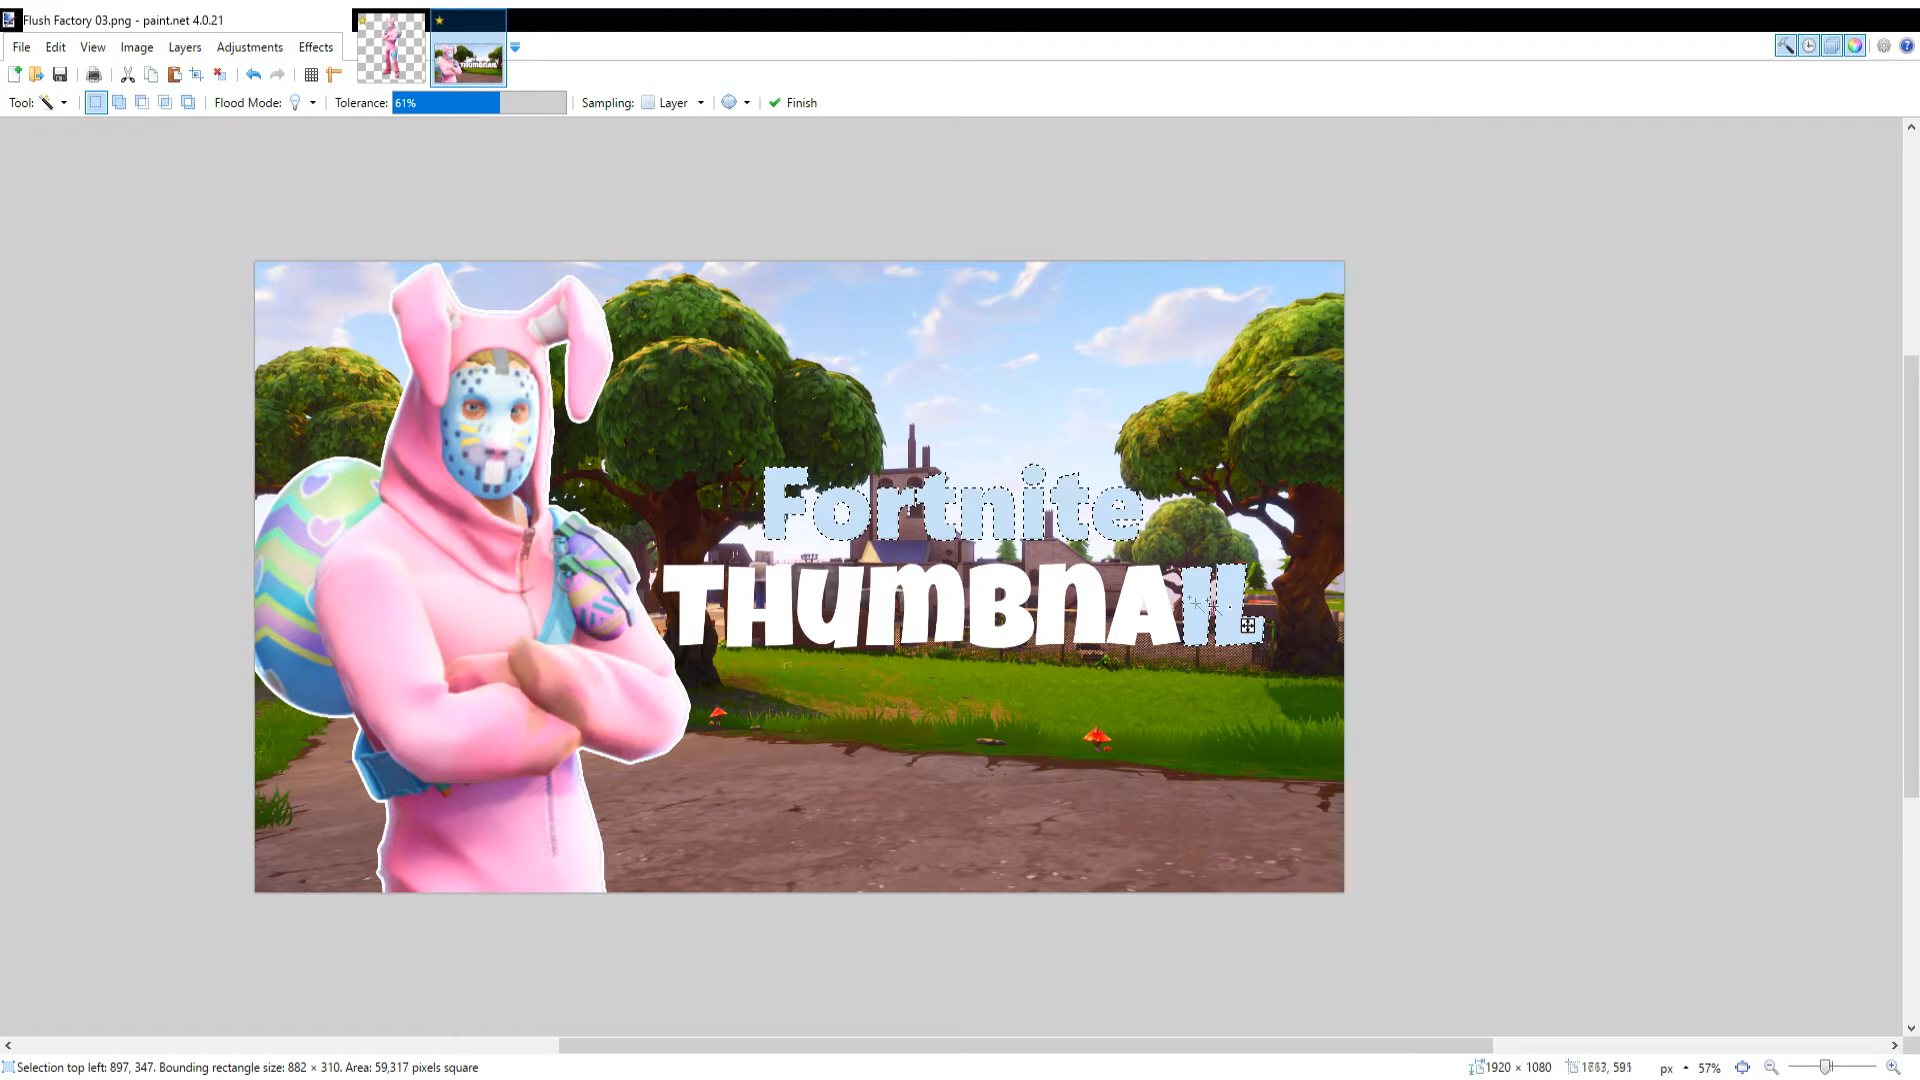 Flush Factory 03.png - paint.net 4.0.21
File Edit View Image Layers Adjustments Effects
Tool: Flood Mode: Tolerance: 61% Sampling: Layer Finish
Fortnite
THUMBNAIL
Selection top left: 897, 347. Bounding rectangle size: 882 × 310. Area: 59,317 pixels square
1920 × 1080
px
57%